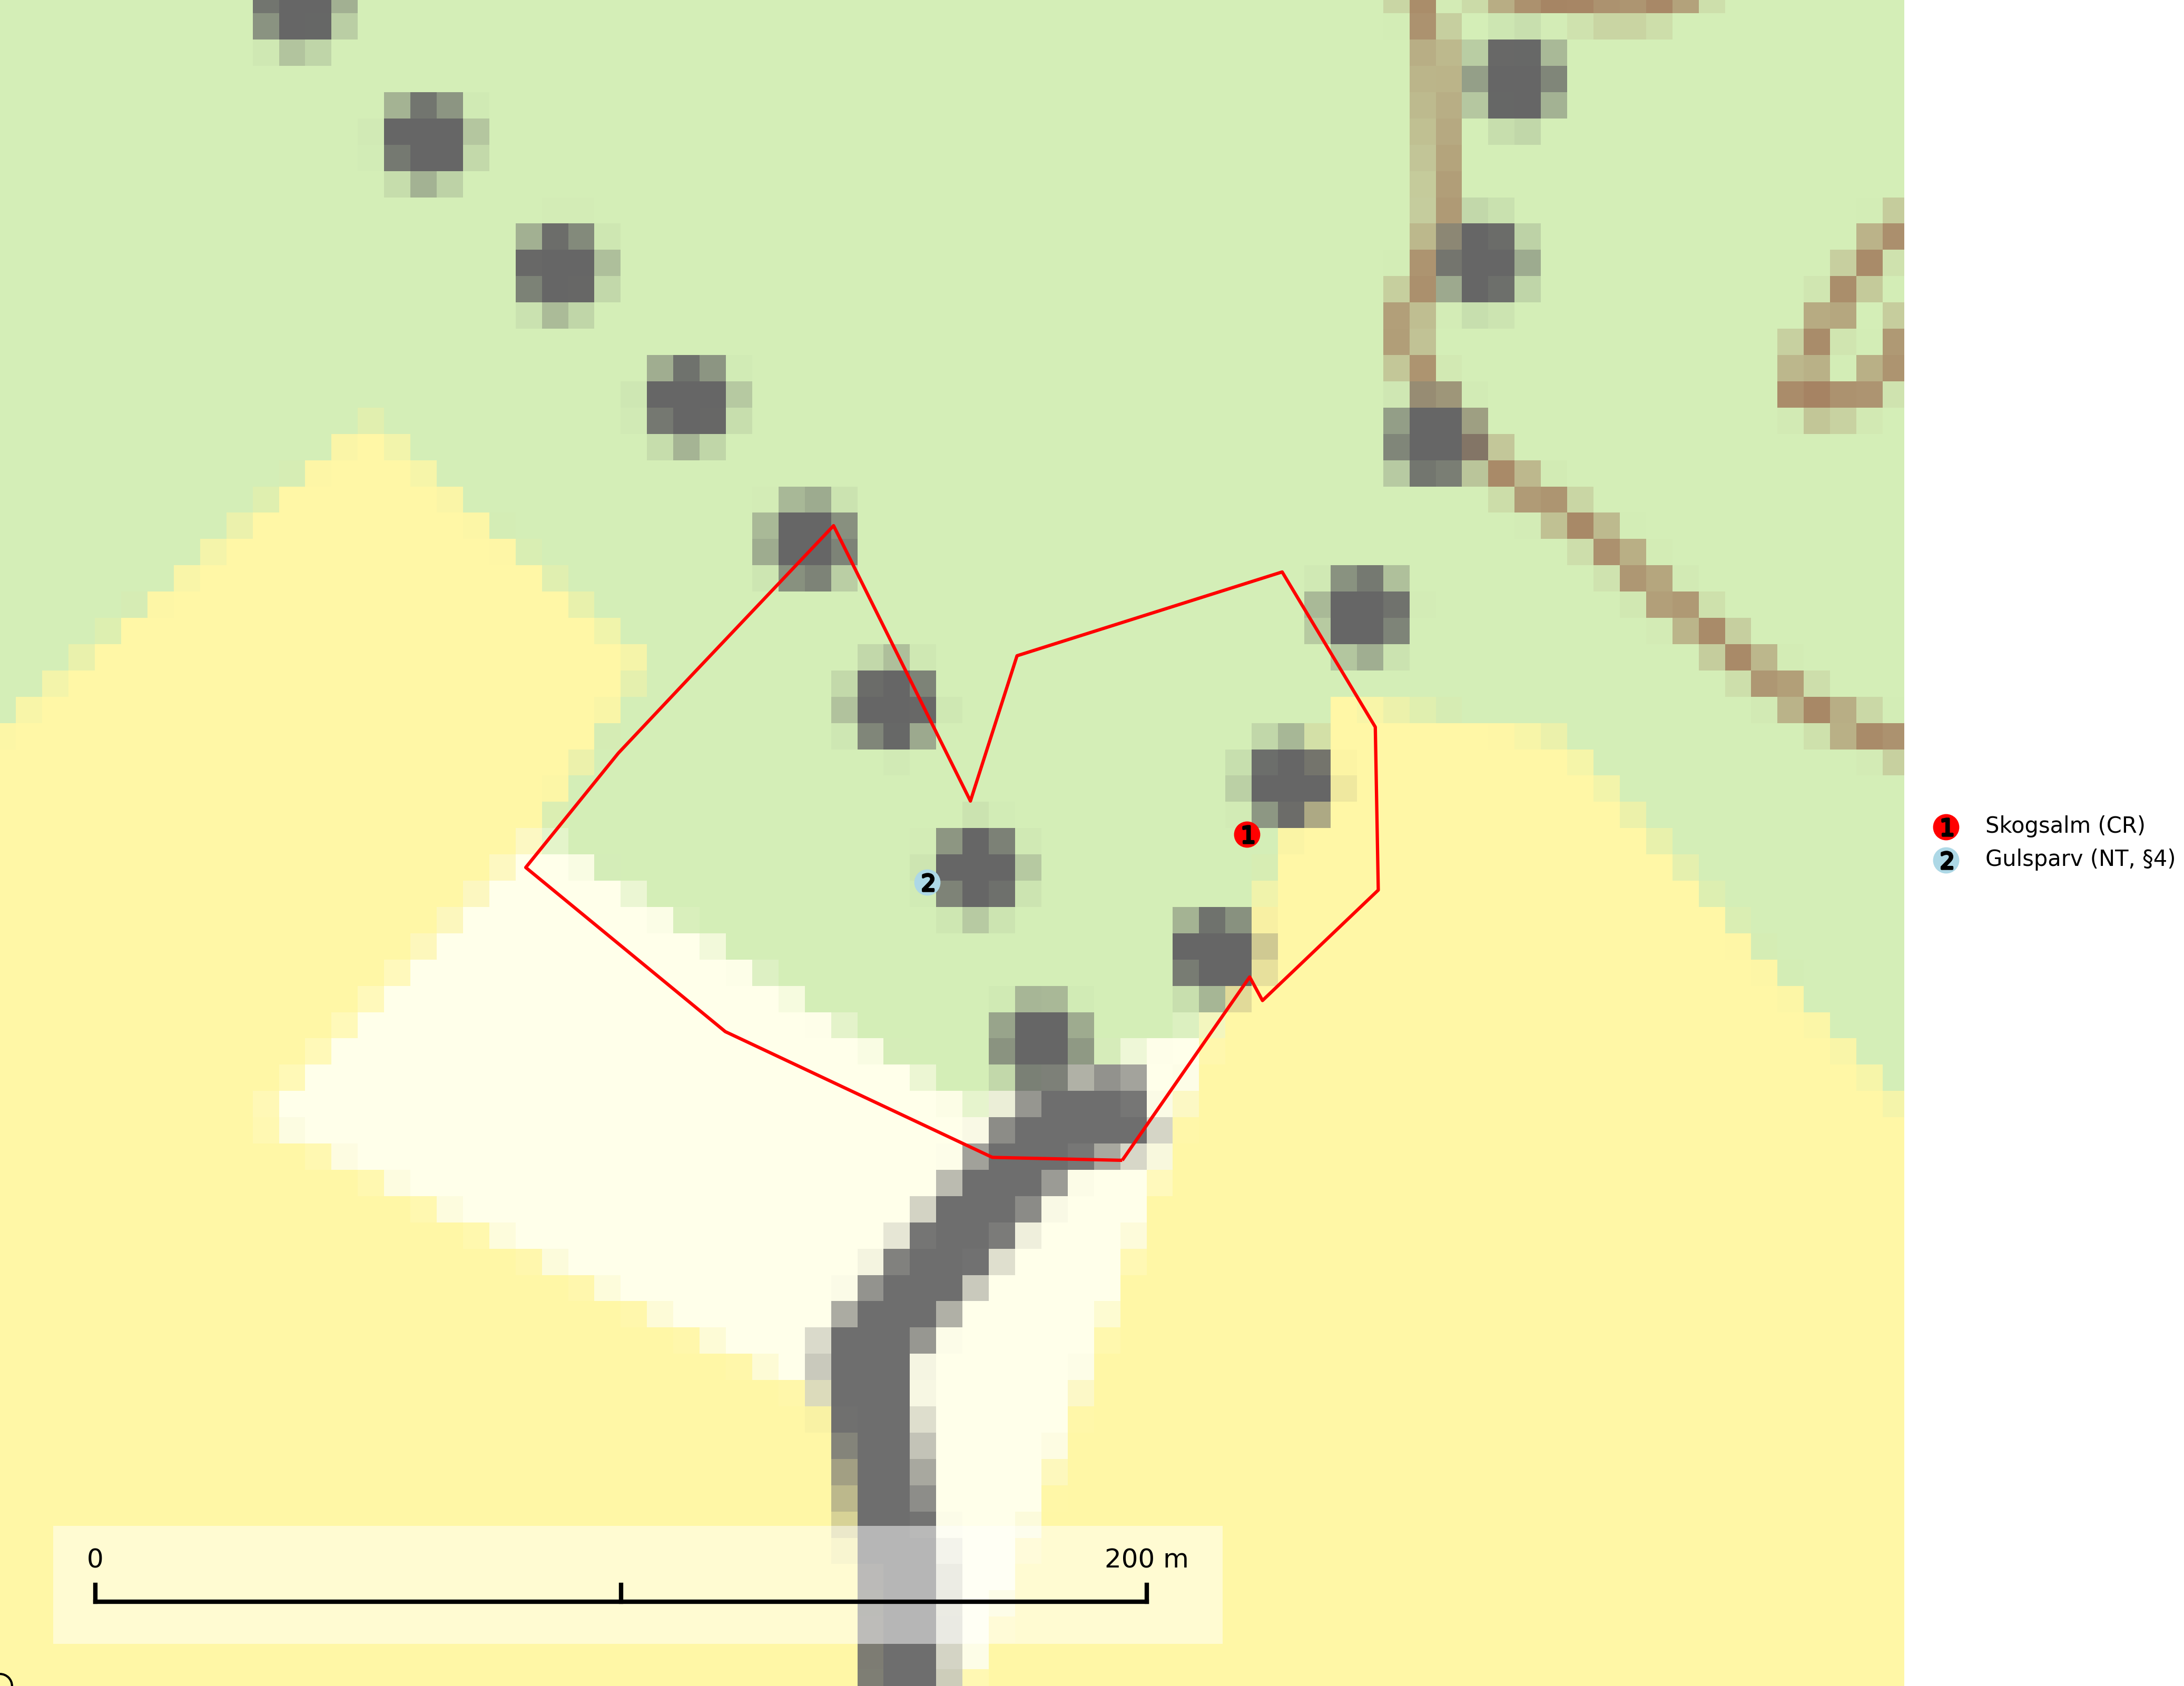 1
2
1 Skogsalm (CR)
2 Gulsparv (NT, §4)
0 200 m